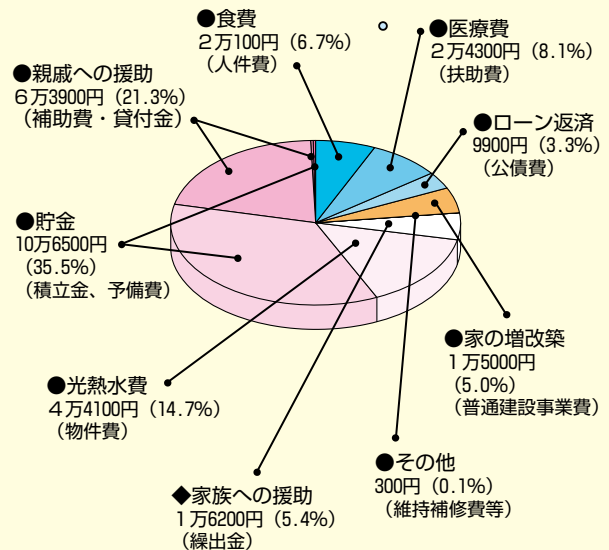 ●食費
2万100円（6.7%）
（人件費）
●医療費
2万4300円（8.1%）
（扶助費）
●ローン返済
9900円（3.3%）
（公債費）
●家の増改築
1万5000円
（5.0%）
（普通建設事業費）
●その他
300円（0.1%）
（維持補修費等）
◆家族への援助
1万6200円（5.4%）
（繰出金）
●光熱水費
4万4100円（14.7%）
（物件費）
●貯金
10万6500円
（35.5%）
（積立金、予備費）
●親戚への援助
6万3900円（21.3%）
（補助費・貸付金）